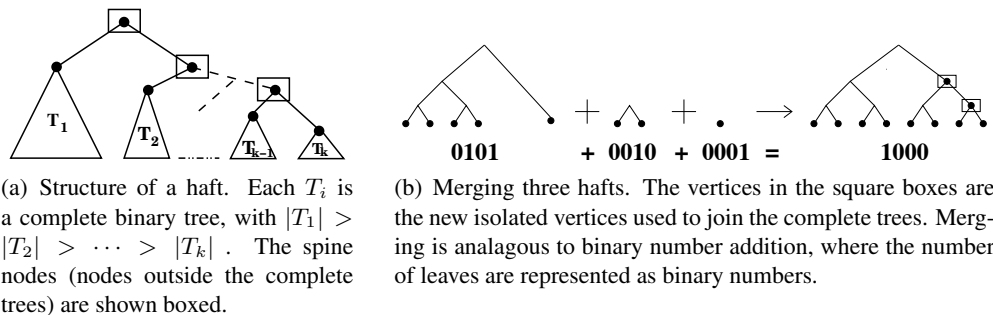 T1
T2
Tk−1
Tk
0101 + 0010 + 0001 = 1000
(a) Structure of a haft. Each Ti is
a complete binary tree, with |T1| >
|T2| > · · · > |Tk| . The spine
nodes (nodes outside the complete
trees) are shown boxed.
(b) Merging three hafts. The vertices in the square boxes are
the new isolated vertices used to join the complete trees. Merg-
ing is analagous to binary number addition, where the number
of leaves are represented as binary numbers.